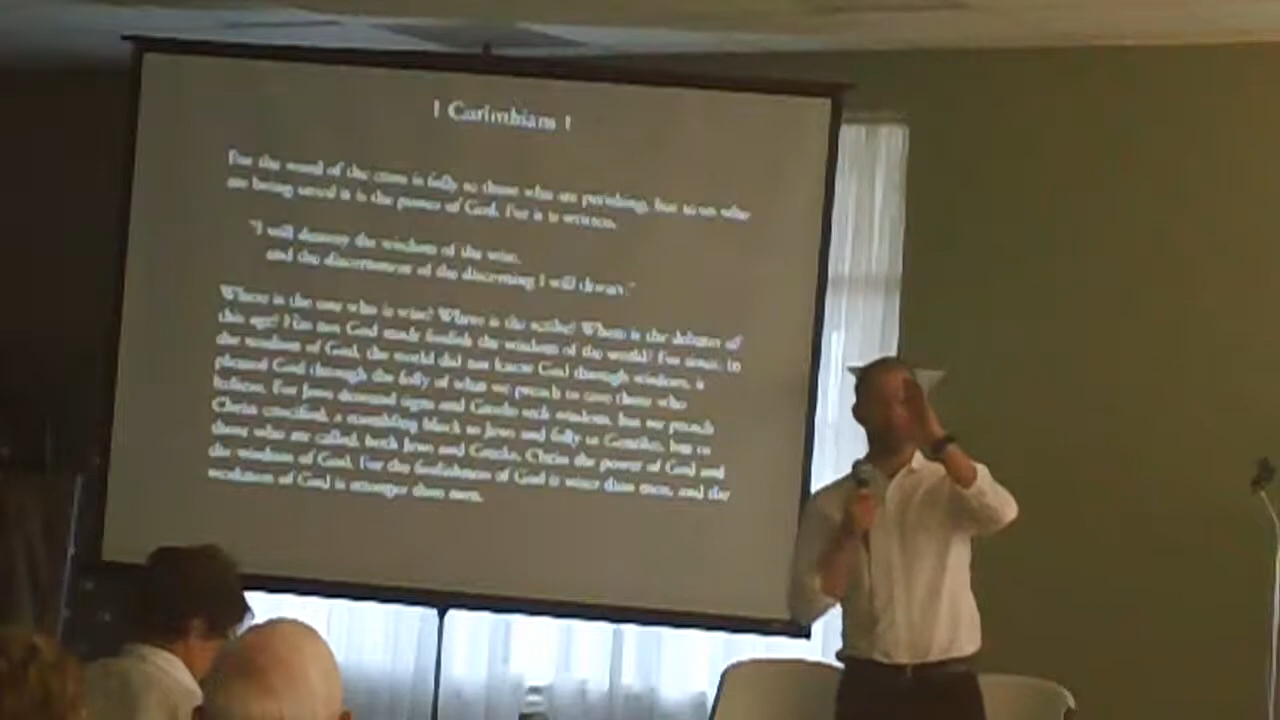 1 Corinthians 1
For the word of the cross is folly to those who are perishing, but to us who
are being saved it is the power of God. For it is written,
"I will destroy the wisdom of the wise,
and the discernment of the discerning I will thwart."
Where is the one who is wise? Where is the scribe? Where is the debater of
this age? Has not God made foolish the wisdom of the world? For since, in
the wisdom of God, the world did not know God through wisdom, it
pleased God through the folly of what we preach to save those who
believe. For Jews demand signs and Greeks seek wisdom, but we preach
Christ crucified, a stumbling block to Jews and folly to Gentiles, but to
those who are called, both Jews and Greeks, Christ the power of God and
the wisdom of God. For the foolishness of God is wiser than men, and the
weakness of God is stronger than men.